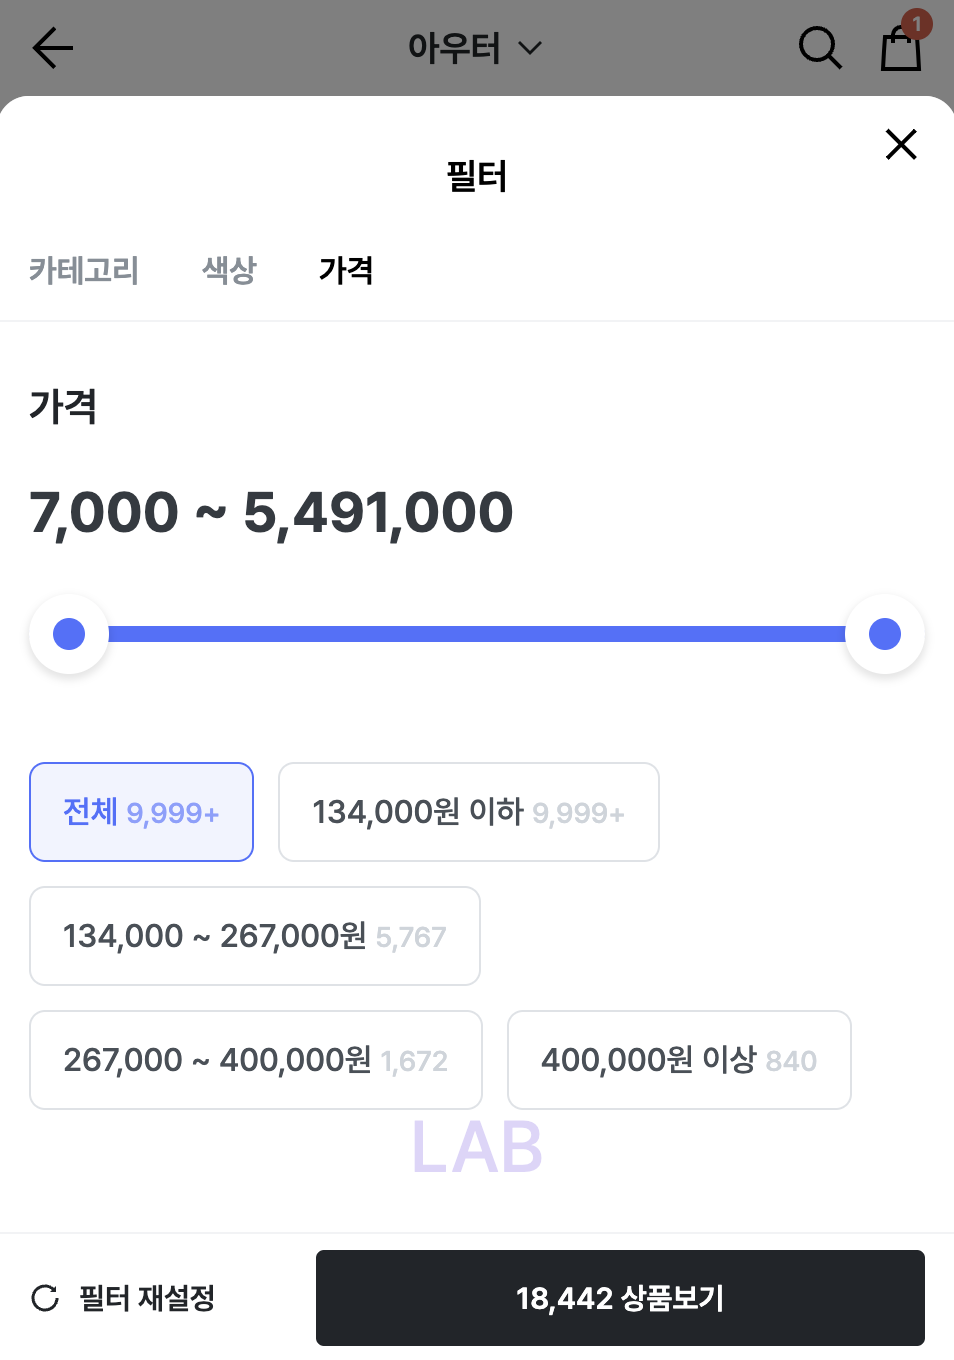 아우터
1
필터
카테고리 색상 가격
가격
7,000 ~ 5,491,000
전체 9,999+
134,000원 이하 9,999+
134,000 ~ 267,000원 5,767
267,000 ~ 400,000원 1,672
400,000원 이상 840
LAB
필터 재설정
18,442 상품보기